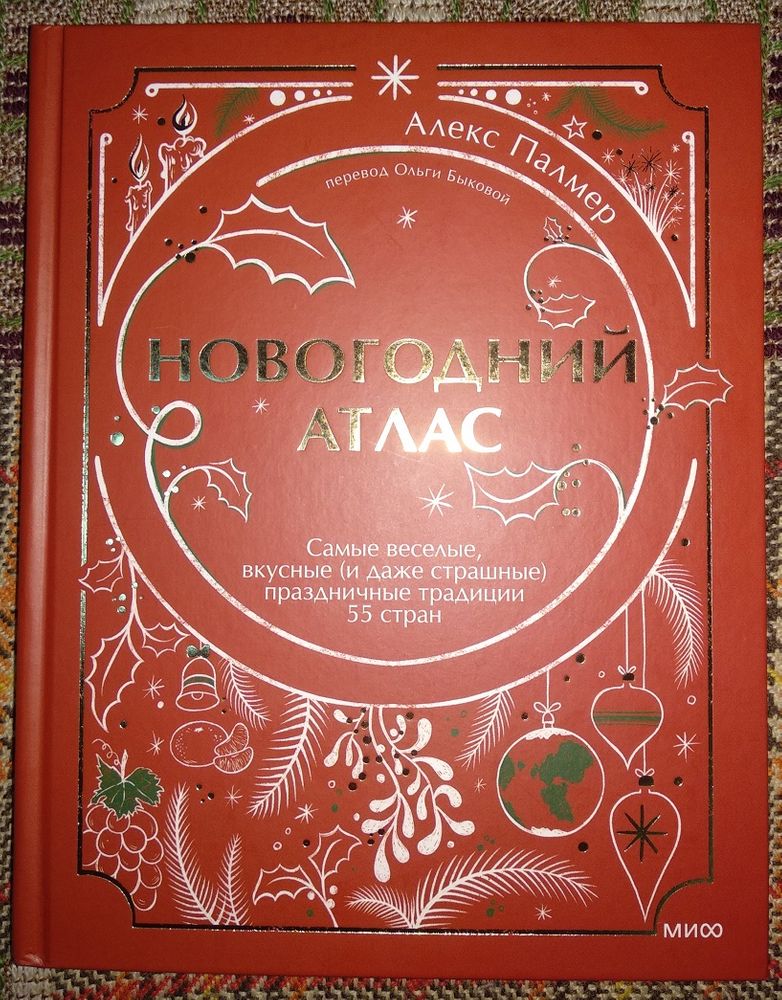 Алекс Палмер
перевод Ольги Быковой
НОВОГОДНИЙ
АТЛАС
Самые веселые,
вкусные (и даже страшные)
праздничные традиции
55 стран
МИФ